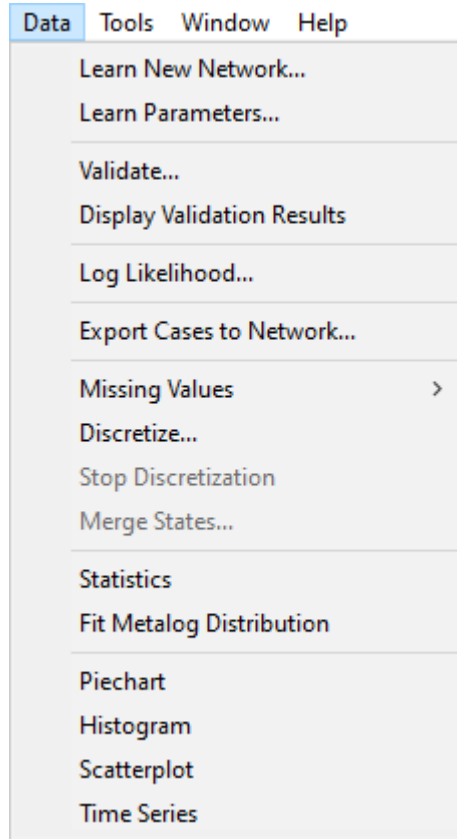 Data Tools Window Help
Learn New Network...
Learn Parameters...
Validate...
Display Validation Results
Log Likelihood...
Export Cases to Network...
Missing Values >
Discretize...
Stop Discretization
Merge States...
Statistics
Fit Metalog Distribution
Piechart
Histogram
Scatterplot
Time Series